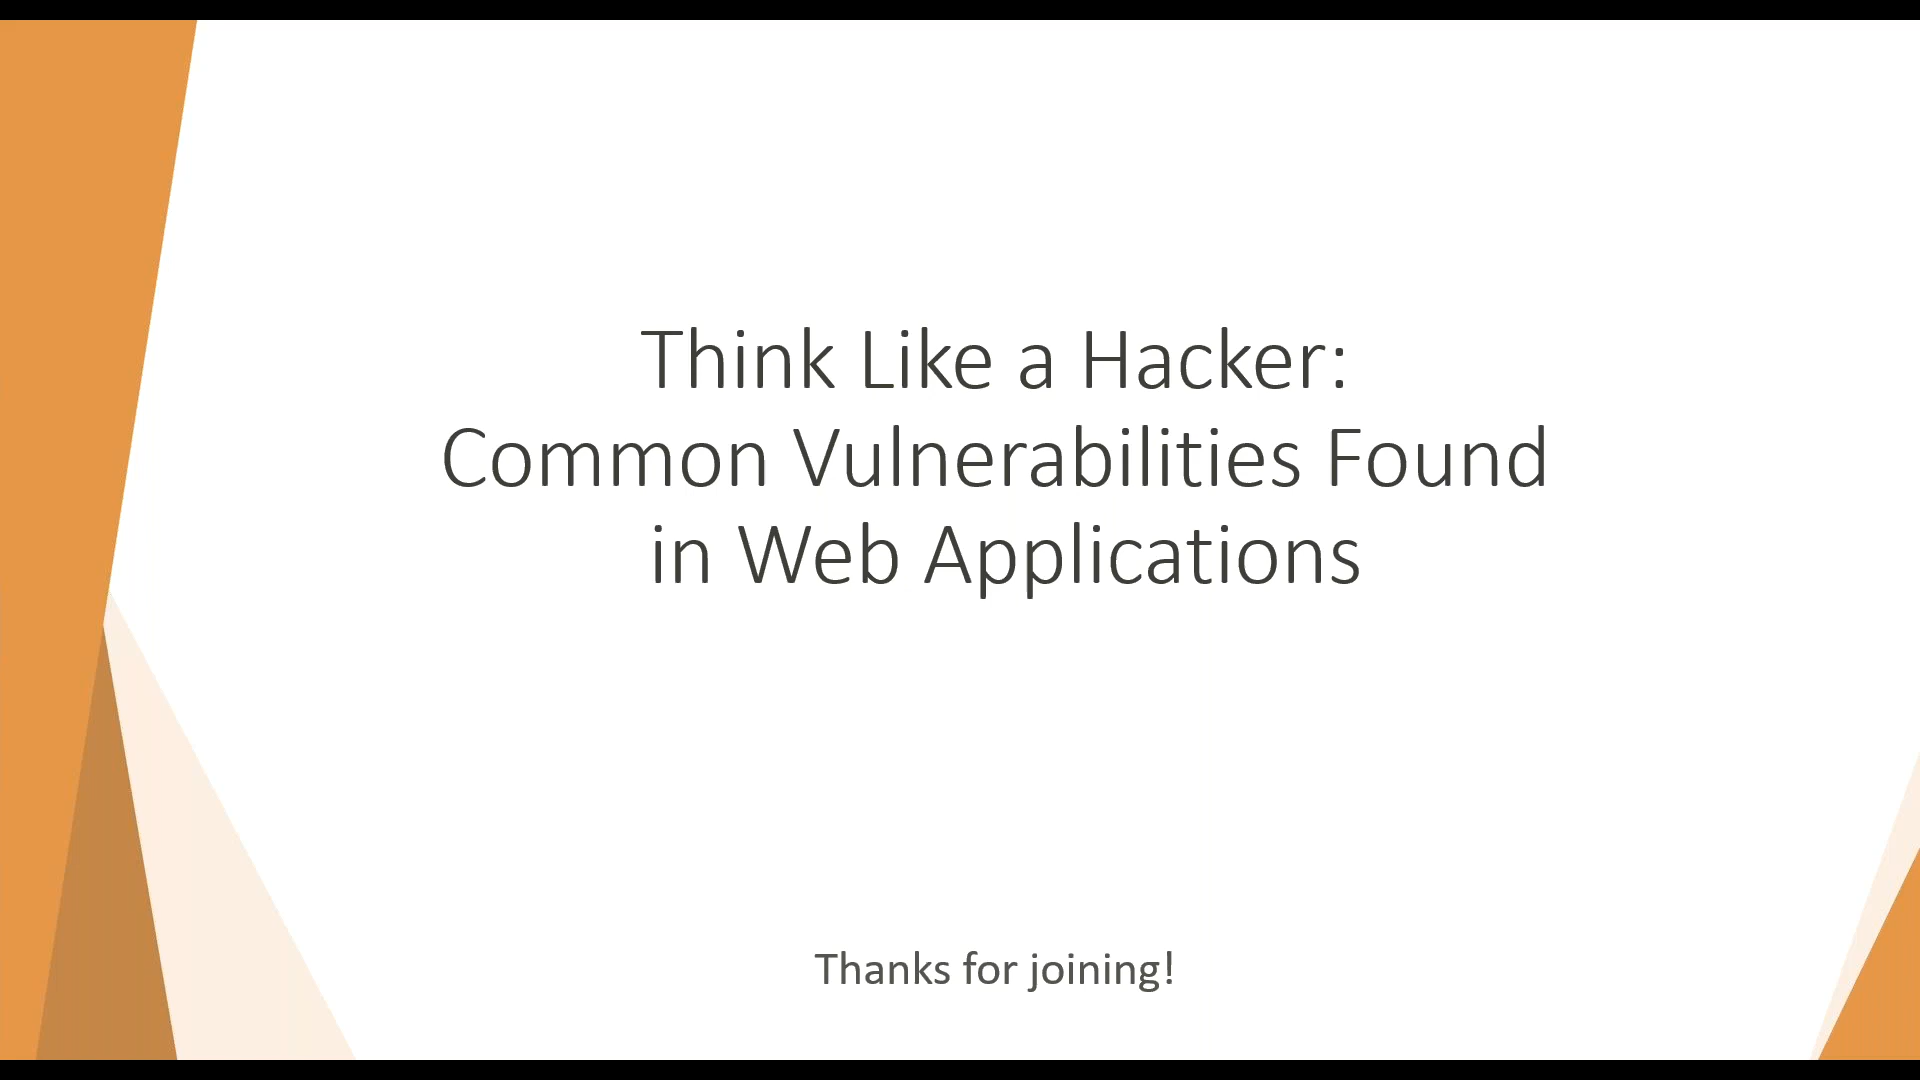 Think Like a Hacker:
Common Vulnerabilities Found
in Web Applications
Thanks for joining!